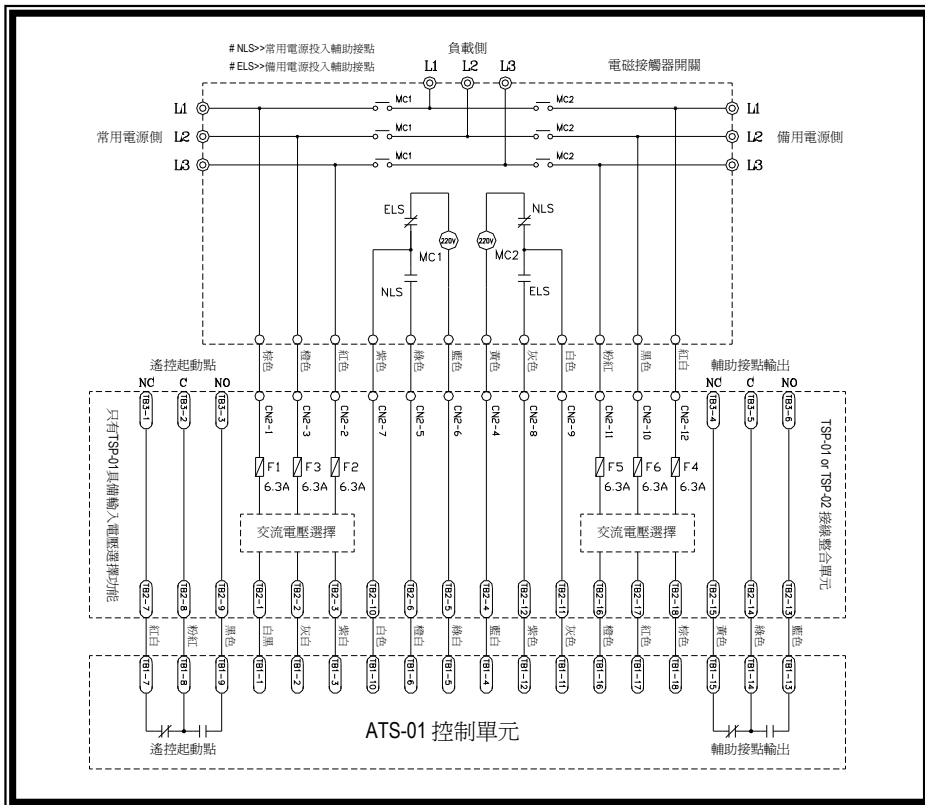 # NLS>>常用電源投入輔助接點
# ELS>>備用電源投入輔助接點
負載側
L1 L2 L3
電磁接觸器開關
L1 MC1 MC2 L1
常用電源側 L2 MC1 MC2 L2 備用電源側
L3 MC1 MC2 L3
ELS NLS
220V 220V
MC1 MC2
NLS ELS
棕色 橙色 紅色 紫色 綠色 藍色 黃色 灰色 白色 粉紅 黑色 紅白
遙控起動點 輔助接點輸出
NC C NO NC C NO
TB3-1 TB3-2 TB3-3 CN2-1 CN2-3 CN2-2 CN2-7 CN2-5 CN2-6 CN2-4 CN2-8 CN2-9 CN2-11 CN2-10 CN2-12 TB3-4 TB3-5 TB3-6
只有TSP-01具備輸入電壓選擇功能
TSP-01 or TSP-02 接線整合單元
F1 F3 F2 F5 F6 F4
6.3A 6.3A 6.3A 6.3A 6.3A 6.3A
交流電壓選擇 交流電壓選擇
TB2-7 TB2-8 TB2-9 TB2-1 TB2-2 TB2-3 TB2-10 TB2-6 TB2-5 TB2-4 TB2-12 TB2-11 TB2-16 TB2-17 TB2-18 TB2-15 TB2-14 TB2-13
紅白 粉紅 黑色 白黑 灰白 紫白 白色 橙白 綠白 藍白 紫色 灰色 橙色 紅色 棕色 黃色 綠色 藍色
TB1-7 TB1-8 TB1-9 TB1-1 TB1-2 TB1-3 TB1-10 TB1-6 TB1-5 TB1-4 TB1-12 TB1-11 TB1-16 TB1-17 TB1-18 TB1-15 TB1-14 TB1-13
ATS-01 控制單元
遙控起動點 輔助接點輸出